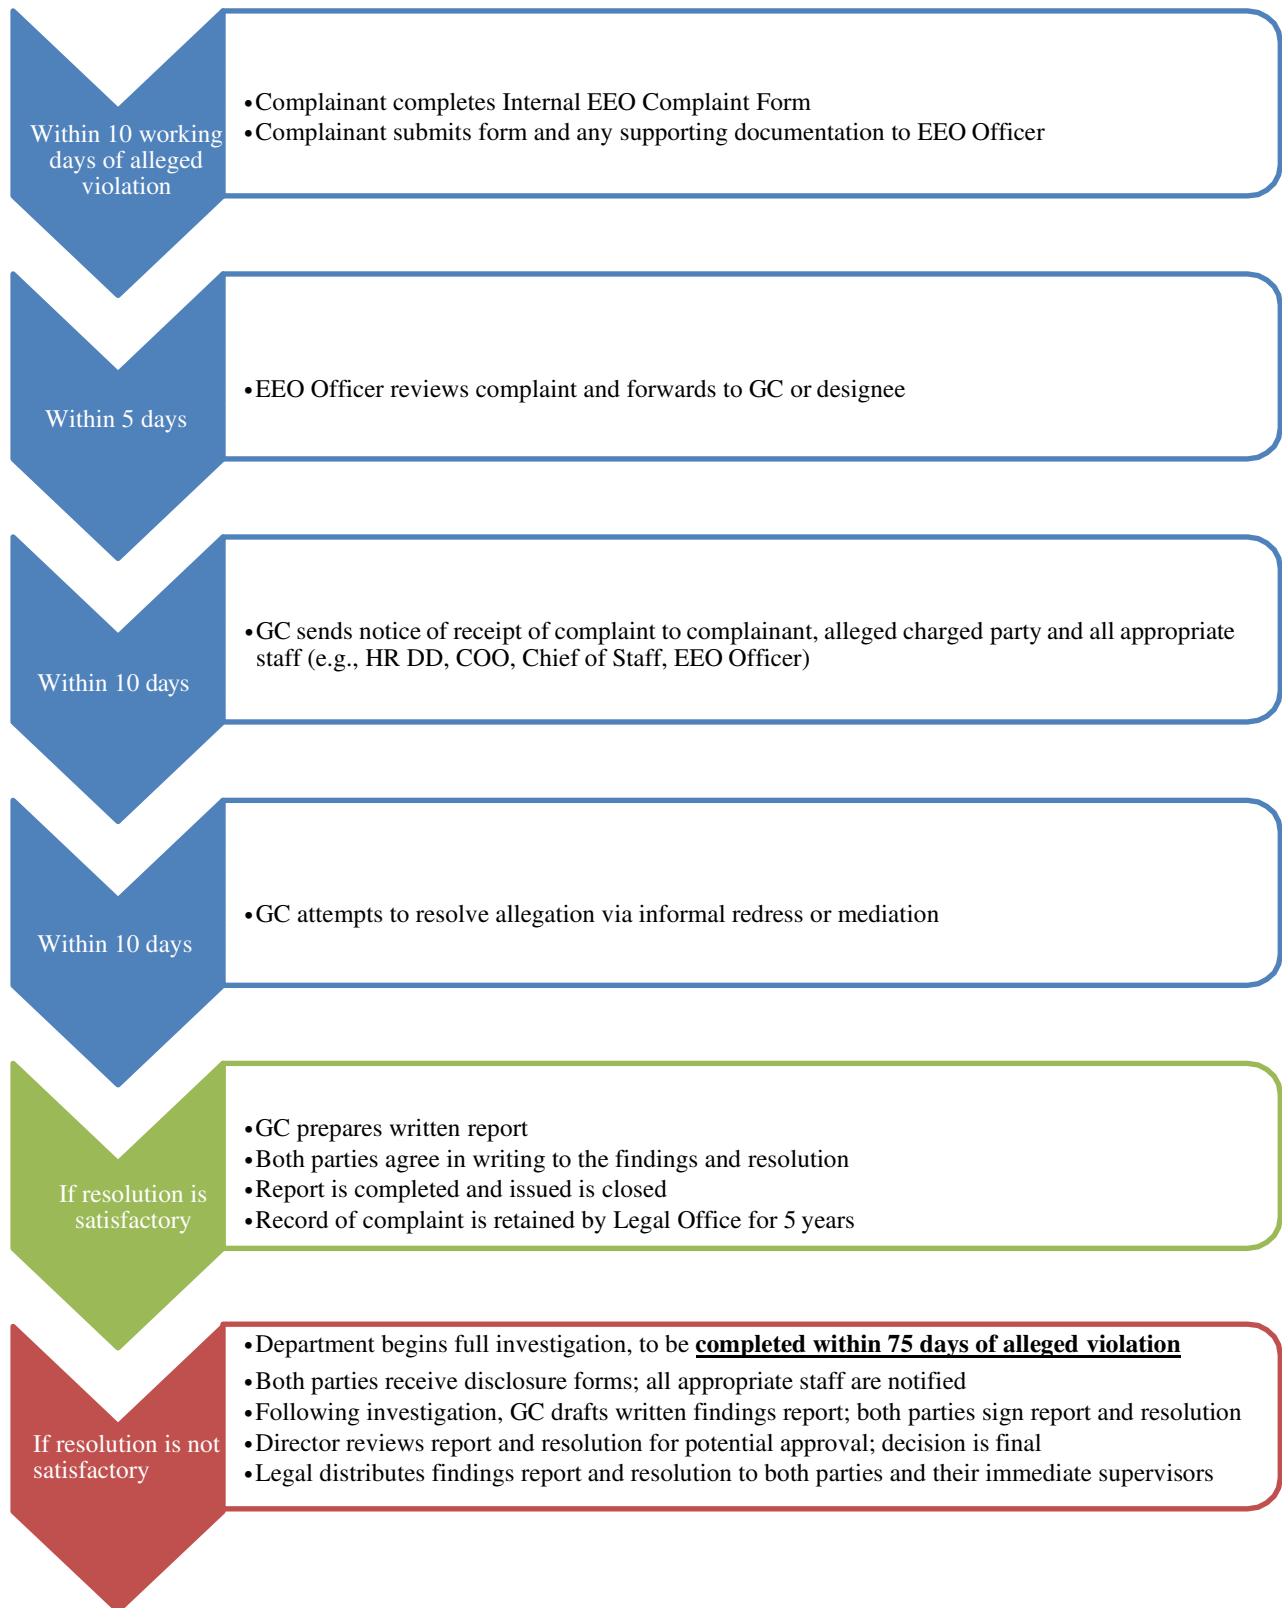 Within 10 working
days of alleged
violation
•Complainant completes Internal EEO Complaint Form
•Complainant submits form and any supporting documentation to EEO Officer
Within 5 days
•EEO Officer reviews complaint and forwards to GC or designee
Within 10 days
•GC sends notice of receipt of complaint to complainant, alleged charged party and all appropriate
staff (e.g., HR DD, COO, Chief of Staff, EEO Officer)
Within 10 days
•GC attempts to resolve allegation via informal redress or mediation
If resolution is
satisfactory
•GC prepares written report
•Both parties agree in writing to the findings and resolution
•Report is completed and issued is closed
•Record of complaint is retained by Legal Office for 5 years
If resolution is not
satisfactory
•Department begins full investigation, to be completed within 75 days of alleged violation
•Both parties receive disclosure forms; all appropriate staff are notified
•Following investigation, GC drafts written findings report; both parties sign report and resolution
•Director reviews report and resolution for potential approval; decision is final
•Legal distributes findings report and resolution to both parties and their immediate supervisors